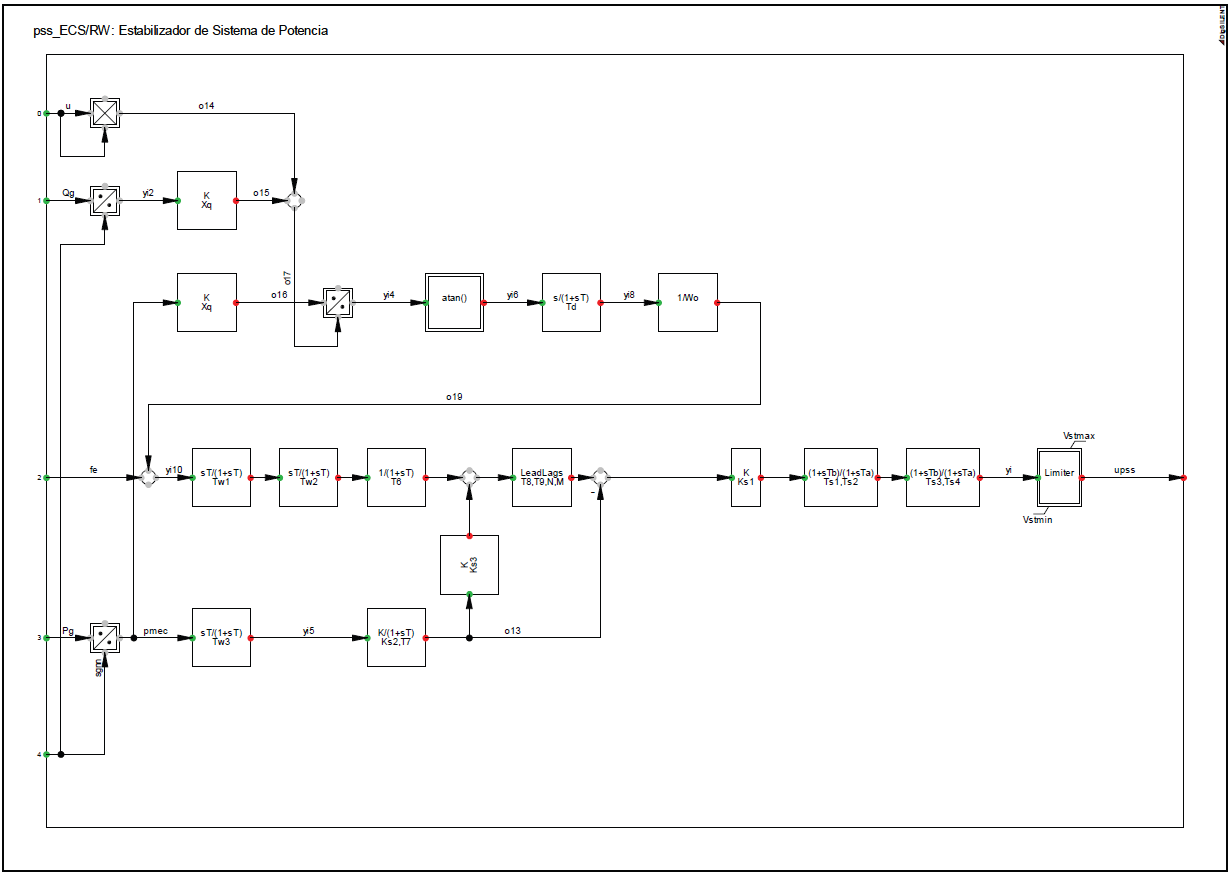 pss_ECS/RW: Estabilizador de Sistema de Potencia
DIgSILENT
0
u
o14
1
Qg
yi2
K
Xq
o15
o17
K
Xq
o16
yi4
atan()
yi6
s/(1+sT)
Td
yi8
1/Wo
o19
2
fe
yi10
sT/(1+sT)
Tw1
sT/(1+sT)
Tw2
1/(1+sT)
T6
LeadLags
T8,T9,N,M
-
K
Ks1
(1+sTb)/(1+sTa)
Ts1,Ts2
(1+sTb)/(1+sTa)
Ts3,Ts4
yi
Vstmax
Limiter
Vstmin
upss
K
Ks3
3
Pg
sgnn
pmec
sT/(1+sT)
Tw3
yi5
K/(1+sT)
Ks2,T7
o13
4